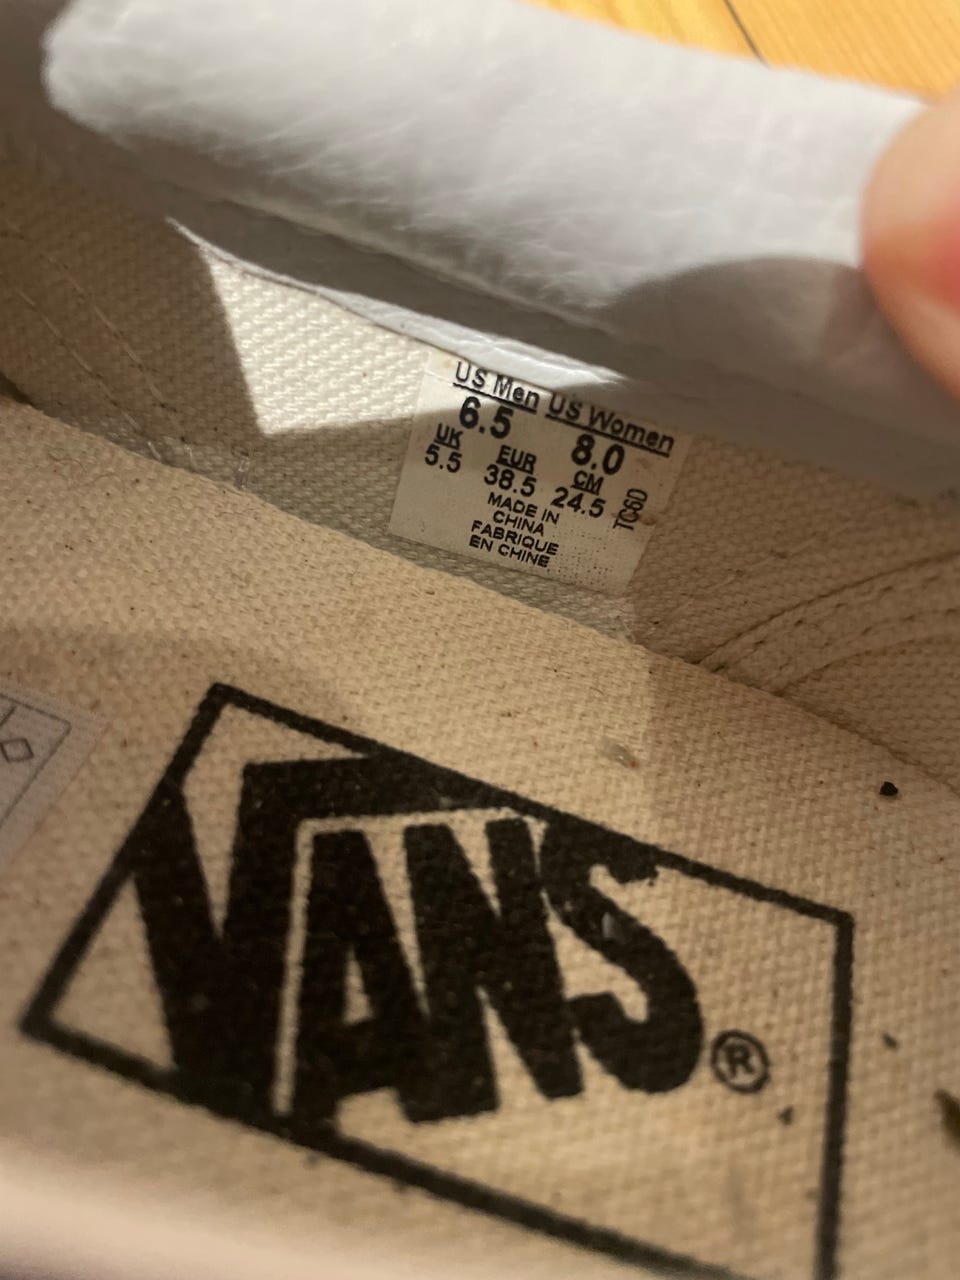 US Men US Women
6.5 8.0
UK EUR CM
5.5 38.5 24.5 TC6D
MADE IN
CHINA
FABRIQUE
EN CHINE
VANS ®